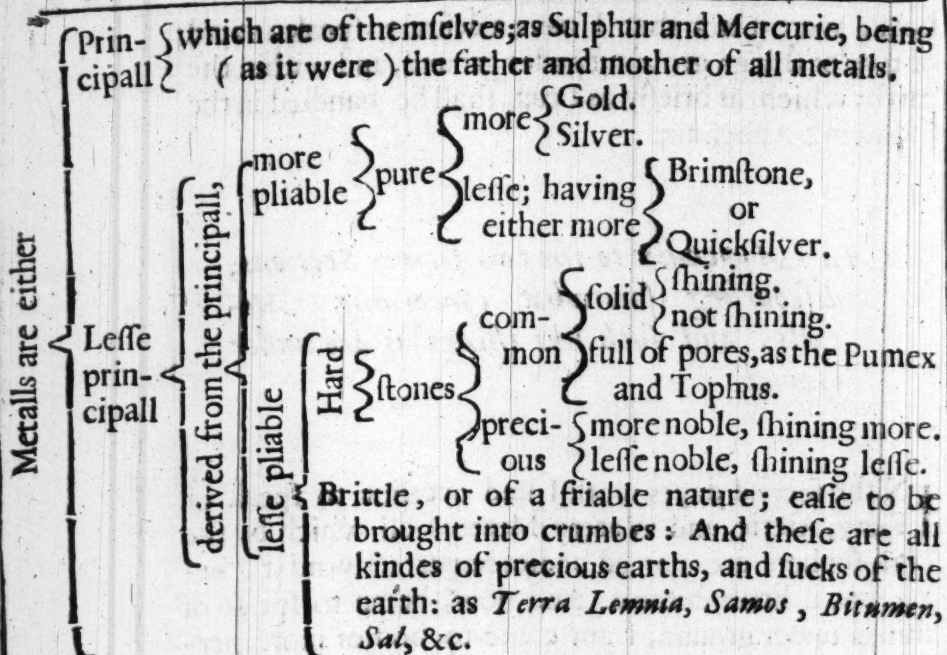 Metalls are either
Prin-
cipall
which are of themſelves; as Sulphur and Mercurie, being
( as it were ) the father and mother of all metalls.
Leſſe
prin-
cipall
derived from the principall,
more
pliable
pure
more
Gold.
Silver.
leſſe; having
either more
Brimſtone,
or
Quickſilver.
leſſe pliable
Hard
ſtones
com-
mon
ſolid
ſhining.
not ſhining.
full of pores, as the Pumex
and Tophus.
preci-
ous
more noble, ſhining more.
leſſe noble, ſhining leſſe.
Brittle, or of a friable nature; eaſie to be
brought into crumbes: And theſe are all
kindes of precious earths, and ſucks of the
earth: as Terra Lemnia, Samos, Bitumen,
Sal, &c.